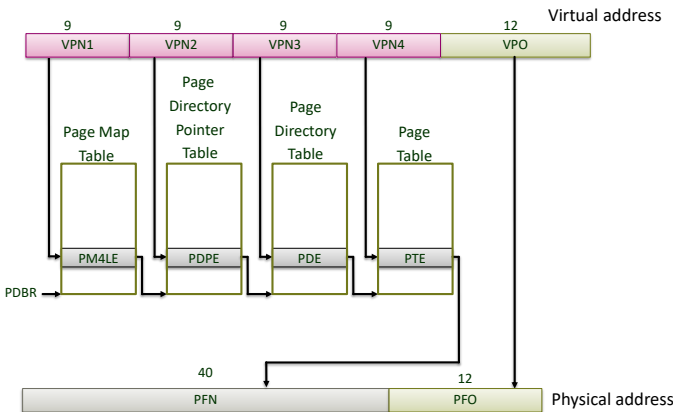 Virtual address
9 9 9 9 12
VPN1 VPN2 VPN3 VPN4 VPO
Page Map
Table
Page
Directory
Pointer
Table
Page
Directory
Table
Page
Table
PM4LE PDPE PDE PTE
PDBR
40 12
PFN PFO Physical address